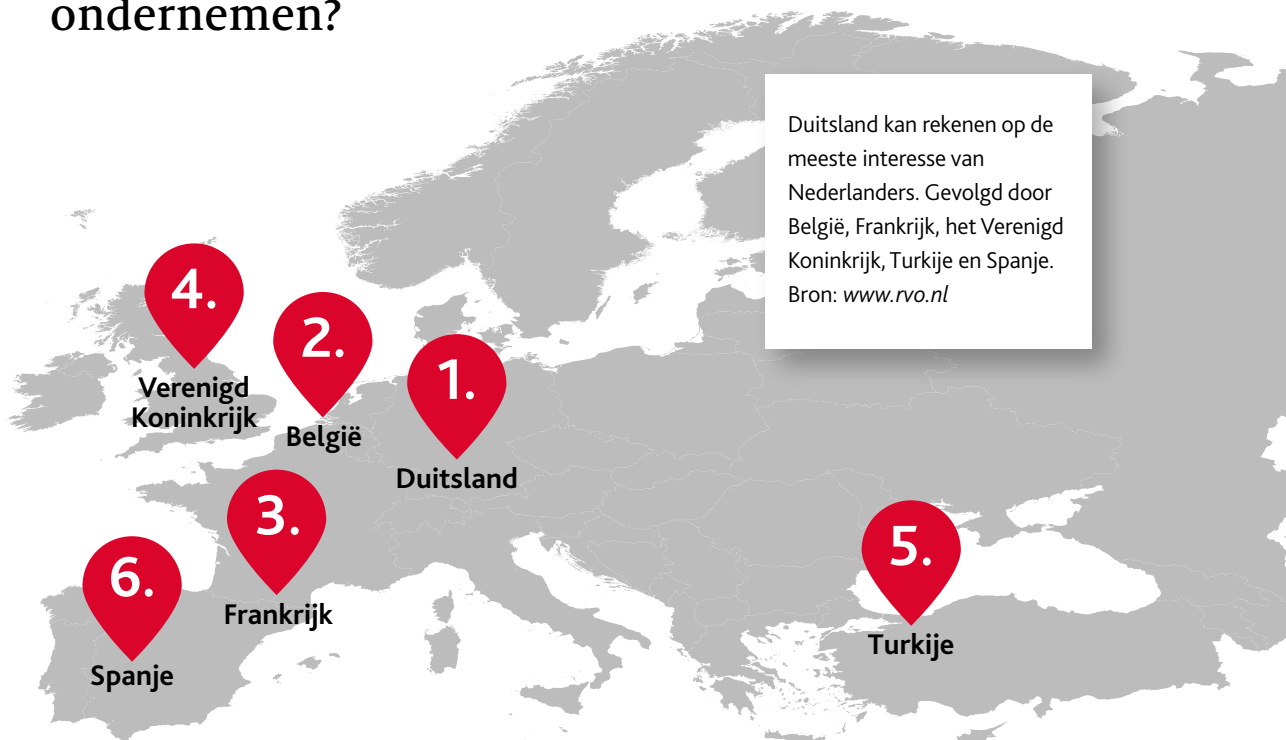 ondernemen?
Duitsland kan rekenen op de
meeste interesse van
Nederlanders. Gevolgd door
België, Frankrijk, het Verenigd
Koninkrijk, Turkije en Spanje.
Bron: www.rvo.nl
4.
Verenigd
Koninkrijk
2.
België
1.
Duitsland
3.
Frankrijk
6.
Spanje
5.
Turkije